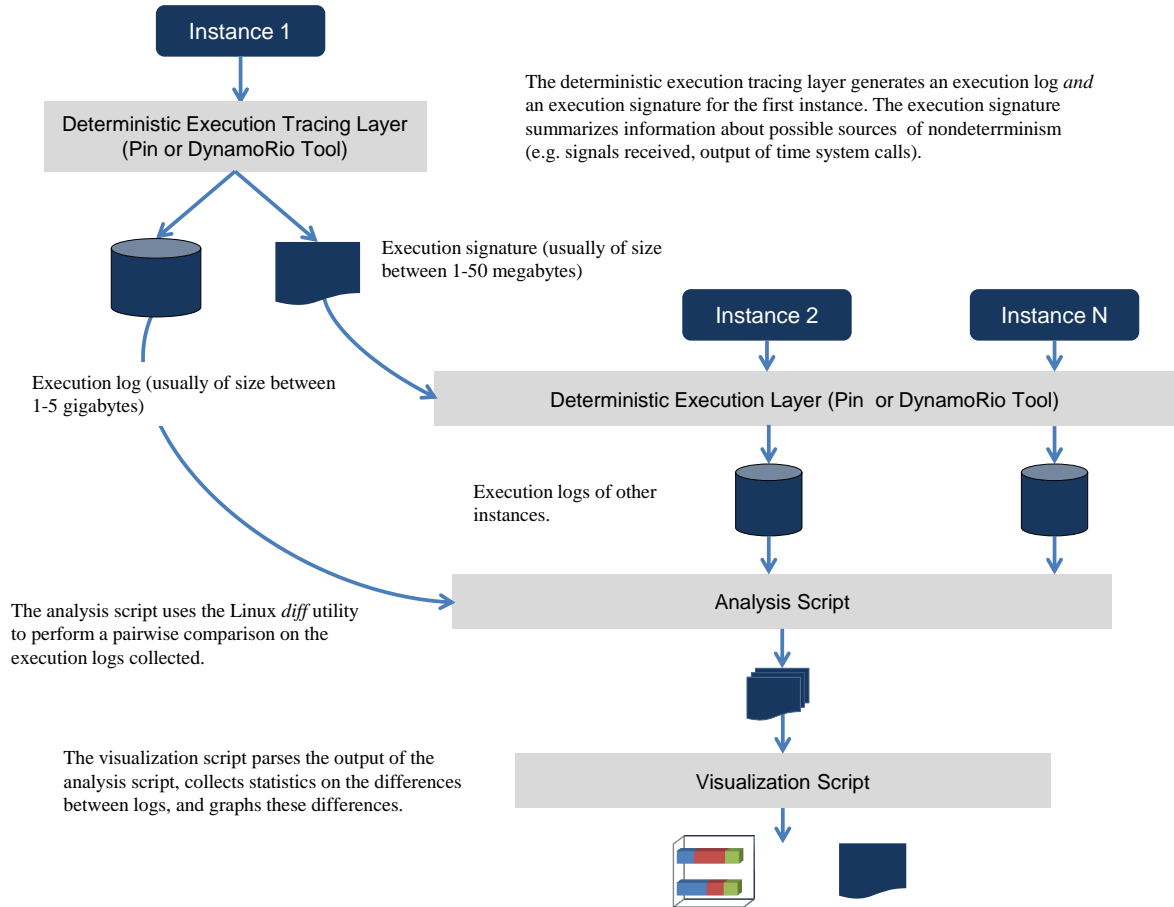 Instance 1
The deterministic execution tracing layer generates an execution log and
an execution signature for the first instance. The execution signature
summarizes information about possible sources of nondeterrminism
(e.g. signals received, output of time system calls).
Deterministic Execution Tracing Layer
(Pin or DynamoRio Tool)
Execution signature (usually of size
between 1-50 megabytes)
Instance 2
Instance N
Execution log (usually of size between
1-5 gigabytes)
Deterministic Execution Layer (Pin or DynamoRio Tool)
Execution logs of other
instances.
The analysis script uses the Linux diff utility
to perform a pairwise comparison on the
execution logs collected.
Analysis Script
The visualization script parses the output of the
analysis script, collects statistics on the differences
between logs, and graphs these differences.
Visualization Script